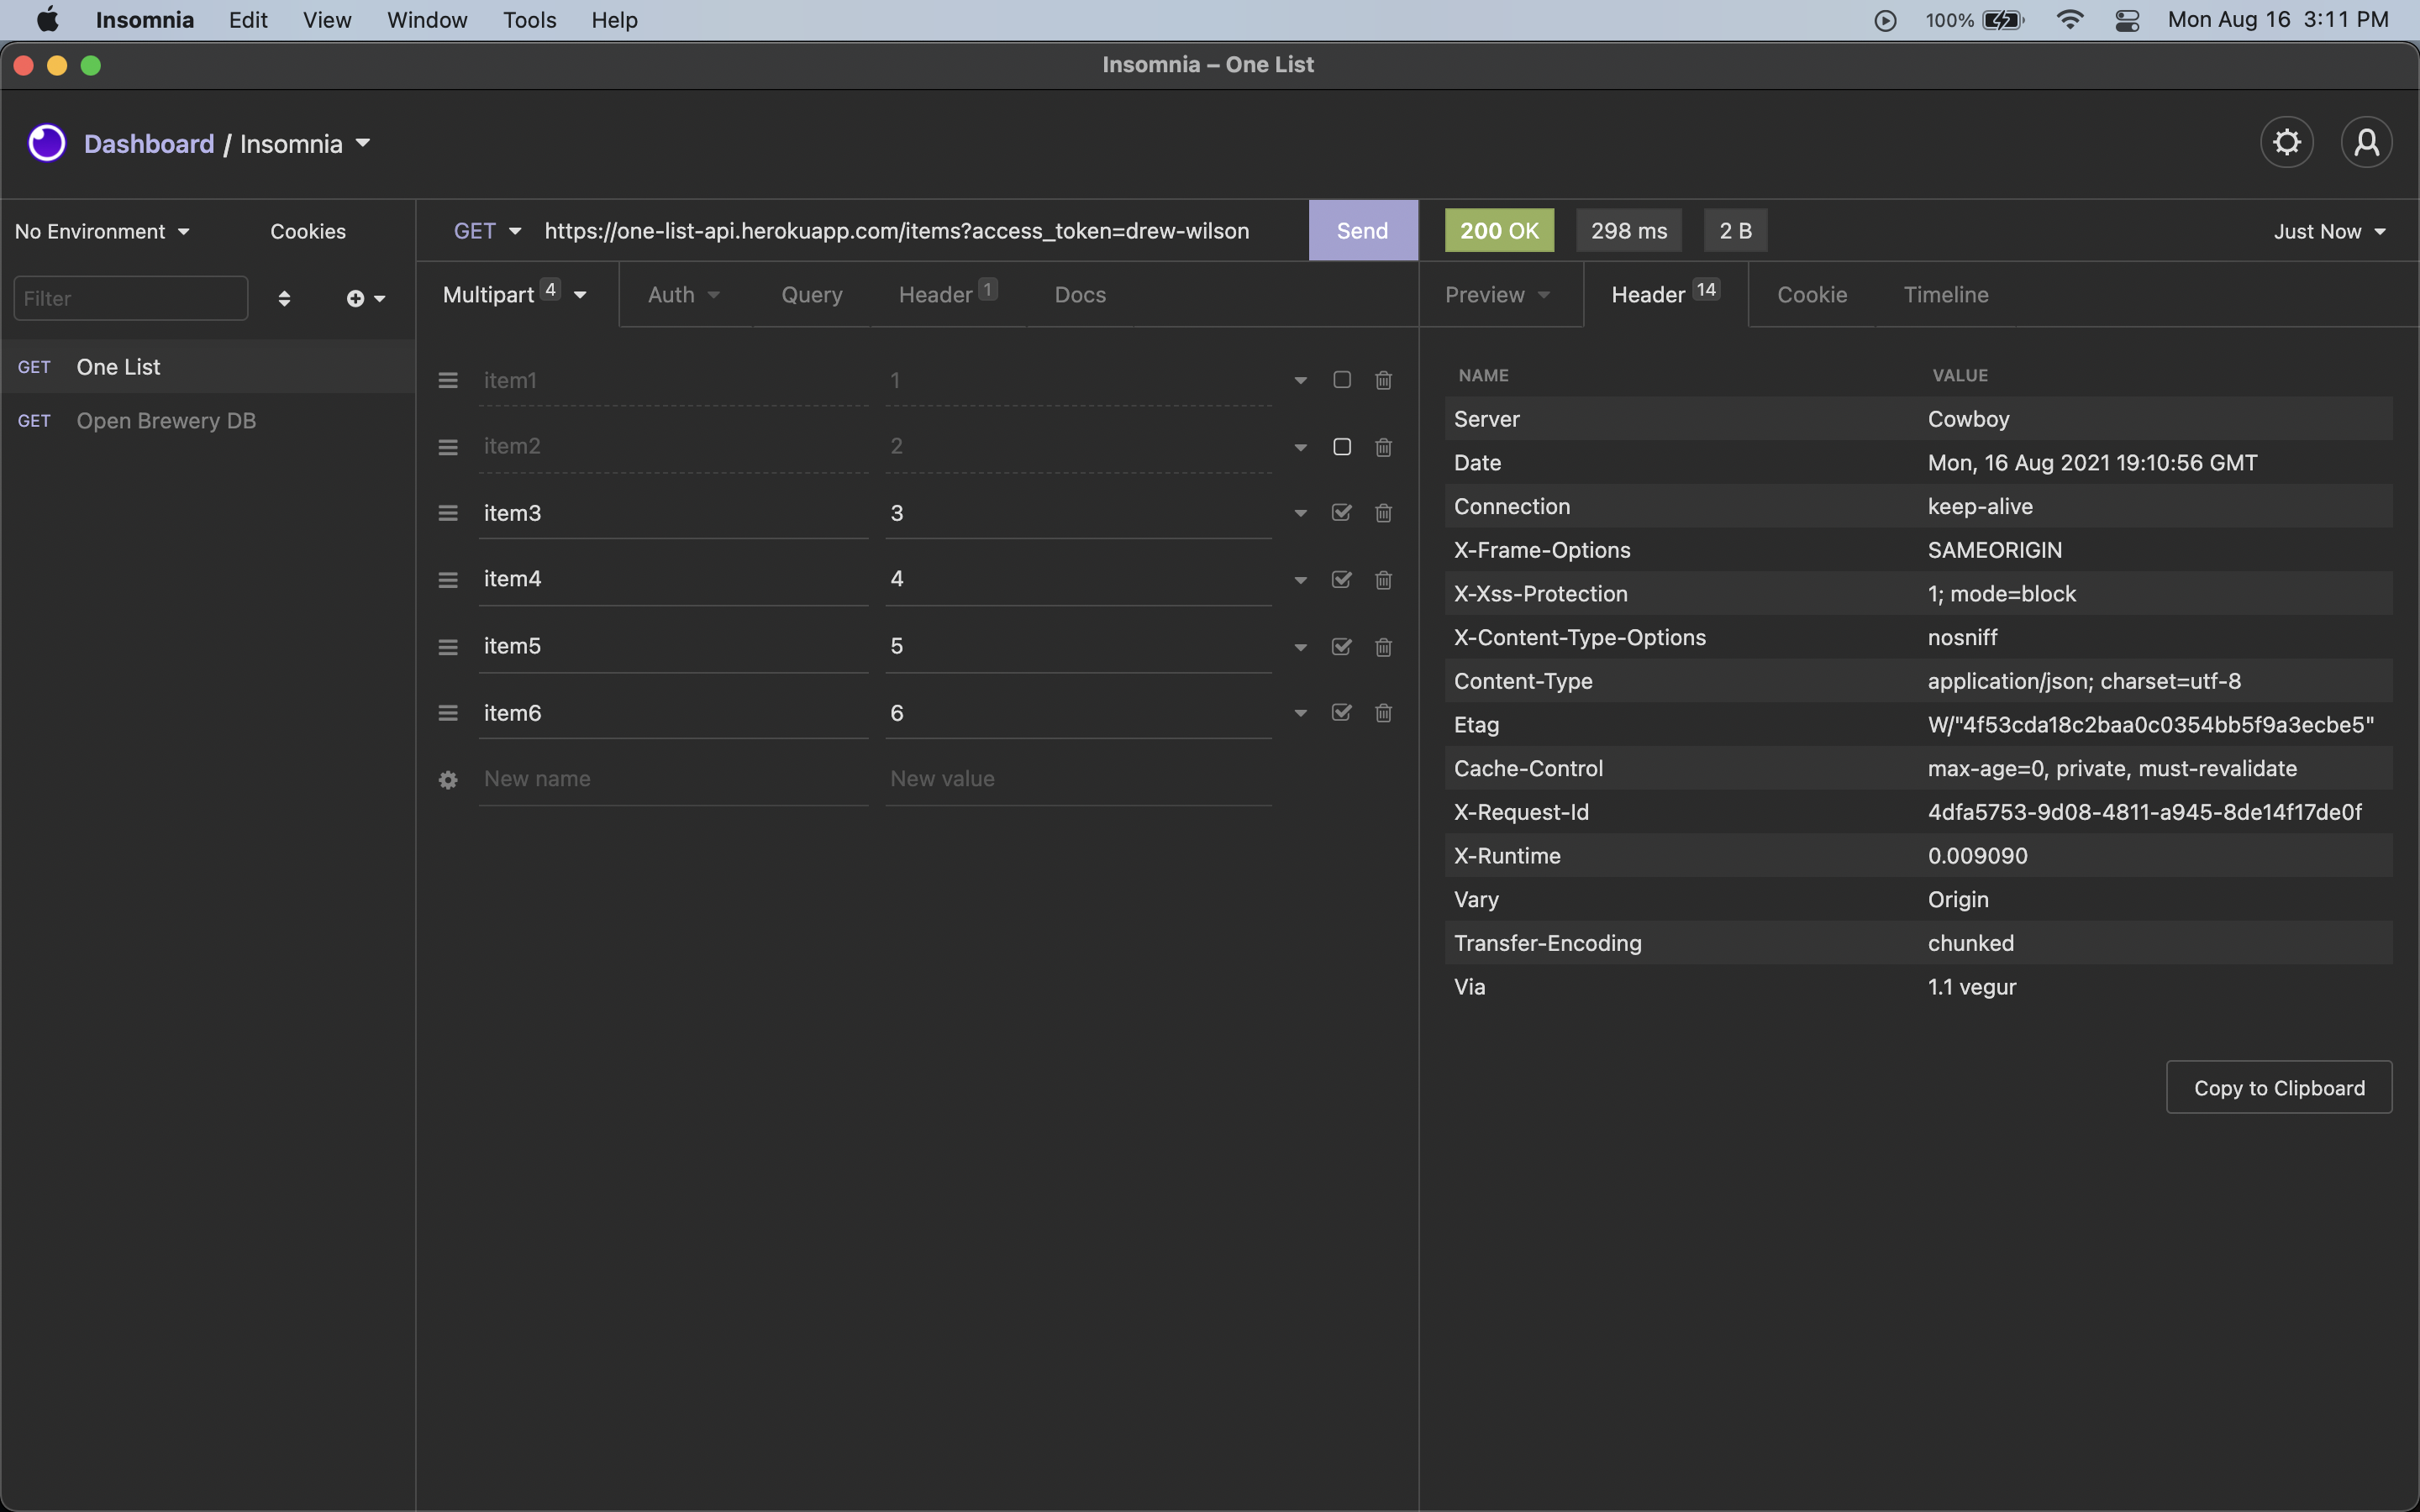 Insomnia Edit View Window Tools Help 100% Mon Aug 16 3:11 PM
Insomnia – One List
Dashboard / Insomnia
No Environment Cookies
GET https://one-list-api.herokuapp.com/items?access_token=drew-wilson Send
200 OK 298 ms 2 B Just Now
Filter
Multipart 4 Auth Query Header 1 Docs
Preview Header 14 Cookie Timeline
GET One List
GET Open Brewery DB
item1 1
item2 2
item3 3
item4 4
item5 5
item6 6
New name New value
NAME VALUE
Server Cowboy
Date Mon, 16 Aug 2021 19:10:56 GMT
Connection keep-alive
X-Frame-Options SAMEORIGIN
X-Xss-Protection 1; mode=block
X-Content-Type-Options nosniff
Content-Type application/json; charset=utf-8
Etag W/"4f53cda18c2baa0c0354bb5f9a3ecbe5"
Cache-Control max-age=0, private, must-revalidate
X-Request-Id 4dfa5753-9d08-4811-a945-8de14f17de0f
X-Runtime 0.009090
Vary Origin
Transfer-Encoding chunked
Via 1.1 vegur
Copy to Clipboard